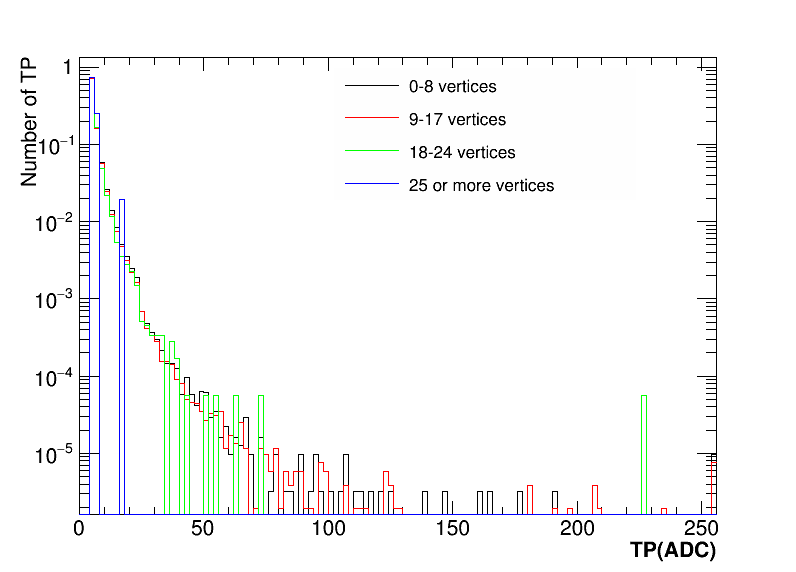 Number of TP
1
10⁻¹
10⁻²
10⁻³
10⁻⁴
10⁻⁵
0-8 vertices
9-17 vertices
18-24 vertices
25 or more vertices
0 50 100 150 200 250
TP(ADC)